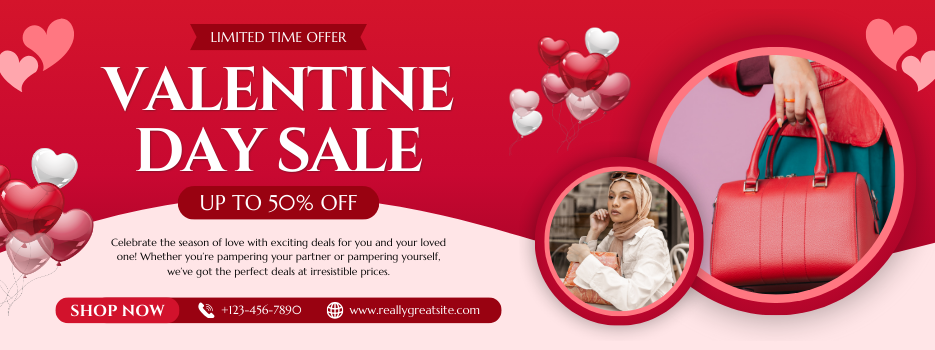 LIMITED TIME OFFER
VALENTINE
DAY SALE
UP TO 50% OFF
Celebrate the season of love with exciting deals for you and your loved
one! Whether you're pampering your partner or pampering yourself,
we've got the perfect deals at irresistible prices.
SHOP NOW +123-456-7890 www.reallygreatsite.com